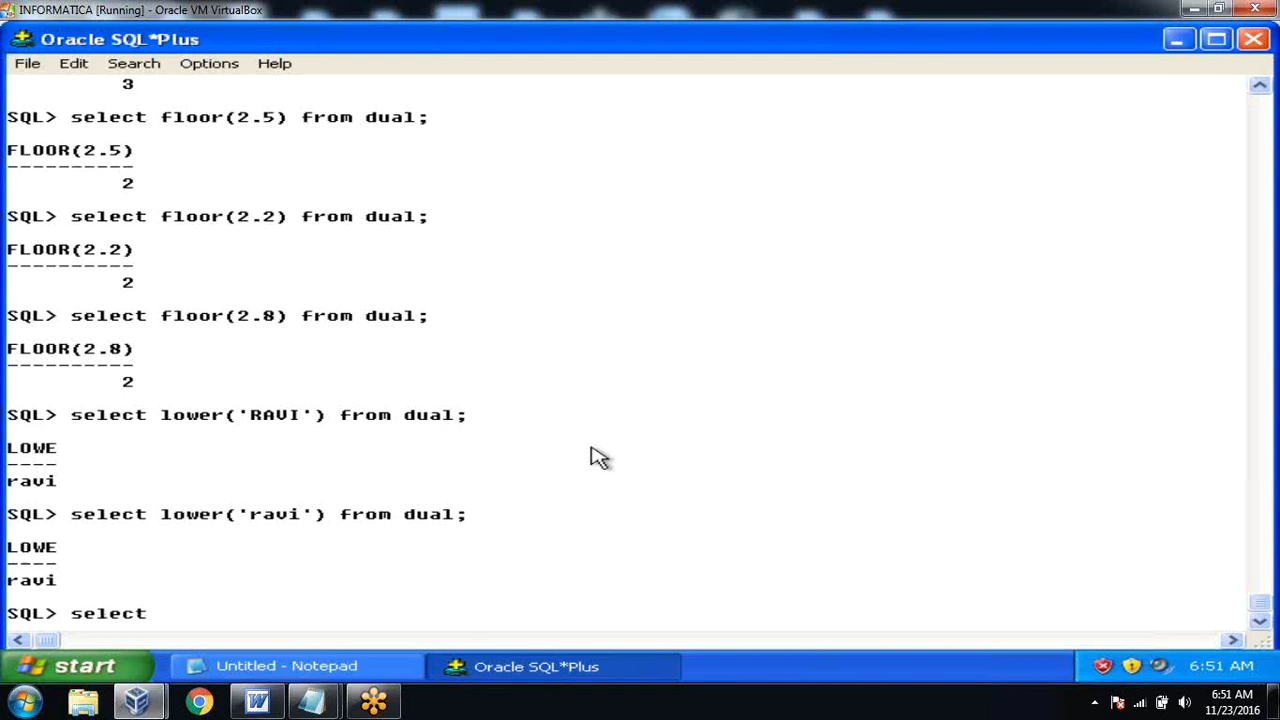 INFORMATICA [Running] - Oracle VM VirtualBox
Oracle SQL*Plus
File Edit Search Options Help
3
SQL> select floor(2.5) from dual;
FLOOR(2.5)
----------
2
SQL> select floor(2.2) from dual;
FLOOR(2.2)
----------
2
SQL> select floor(2.8) from dual;
FLOOR(2.8)
----------
2
SQL> select lower('RAVI') from dual;
LOWE
----
ravi
SQL> select lower('ravi') from dual;
LOWE
----
ravi
SQL> select
start Untitled - Notepad Oracle SQL*Plus 6:51 AM
6:51 AM
11/23/2016